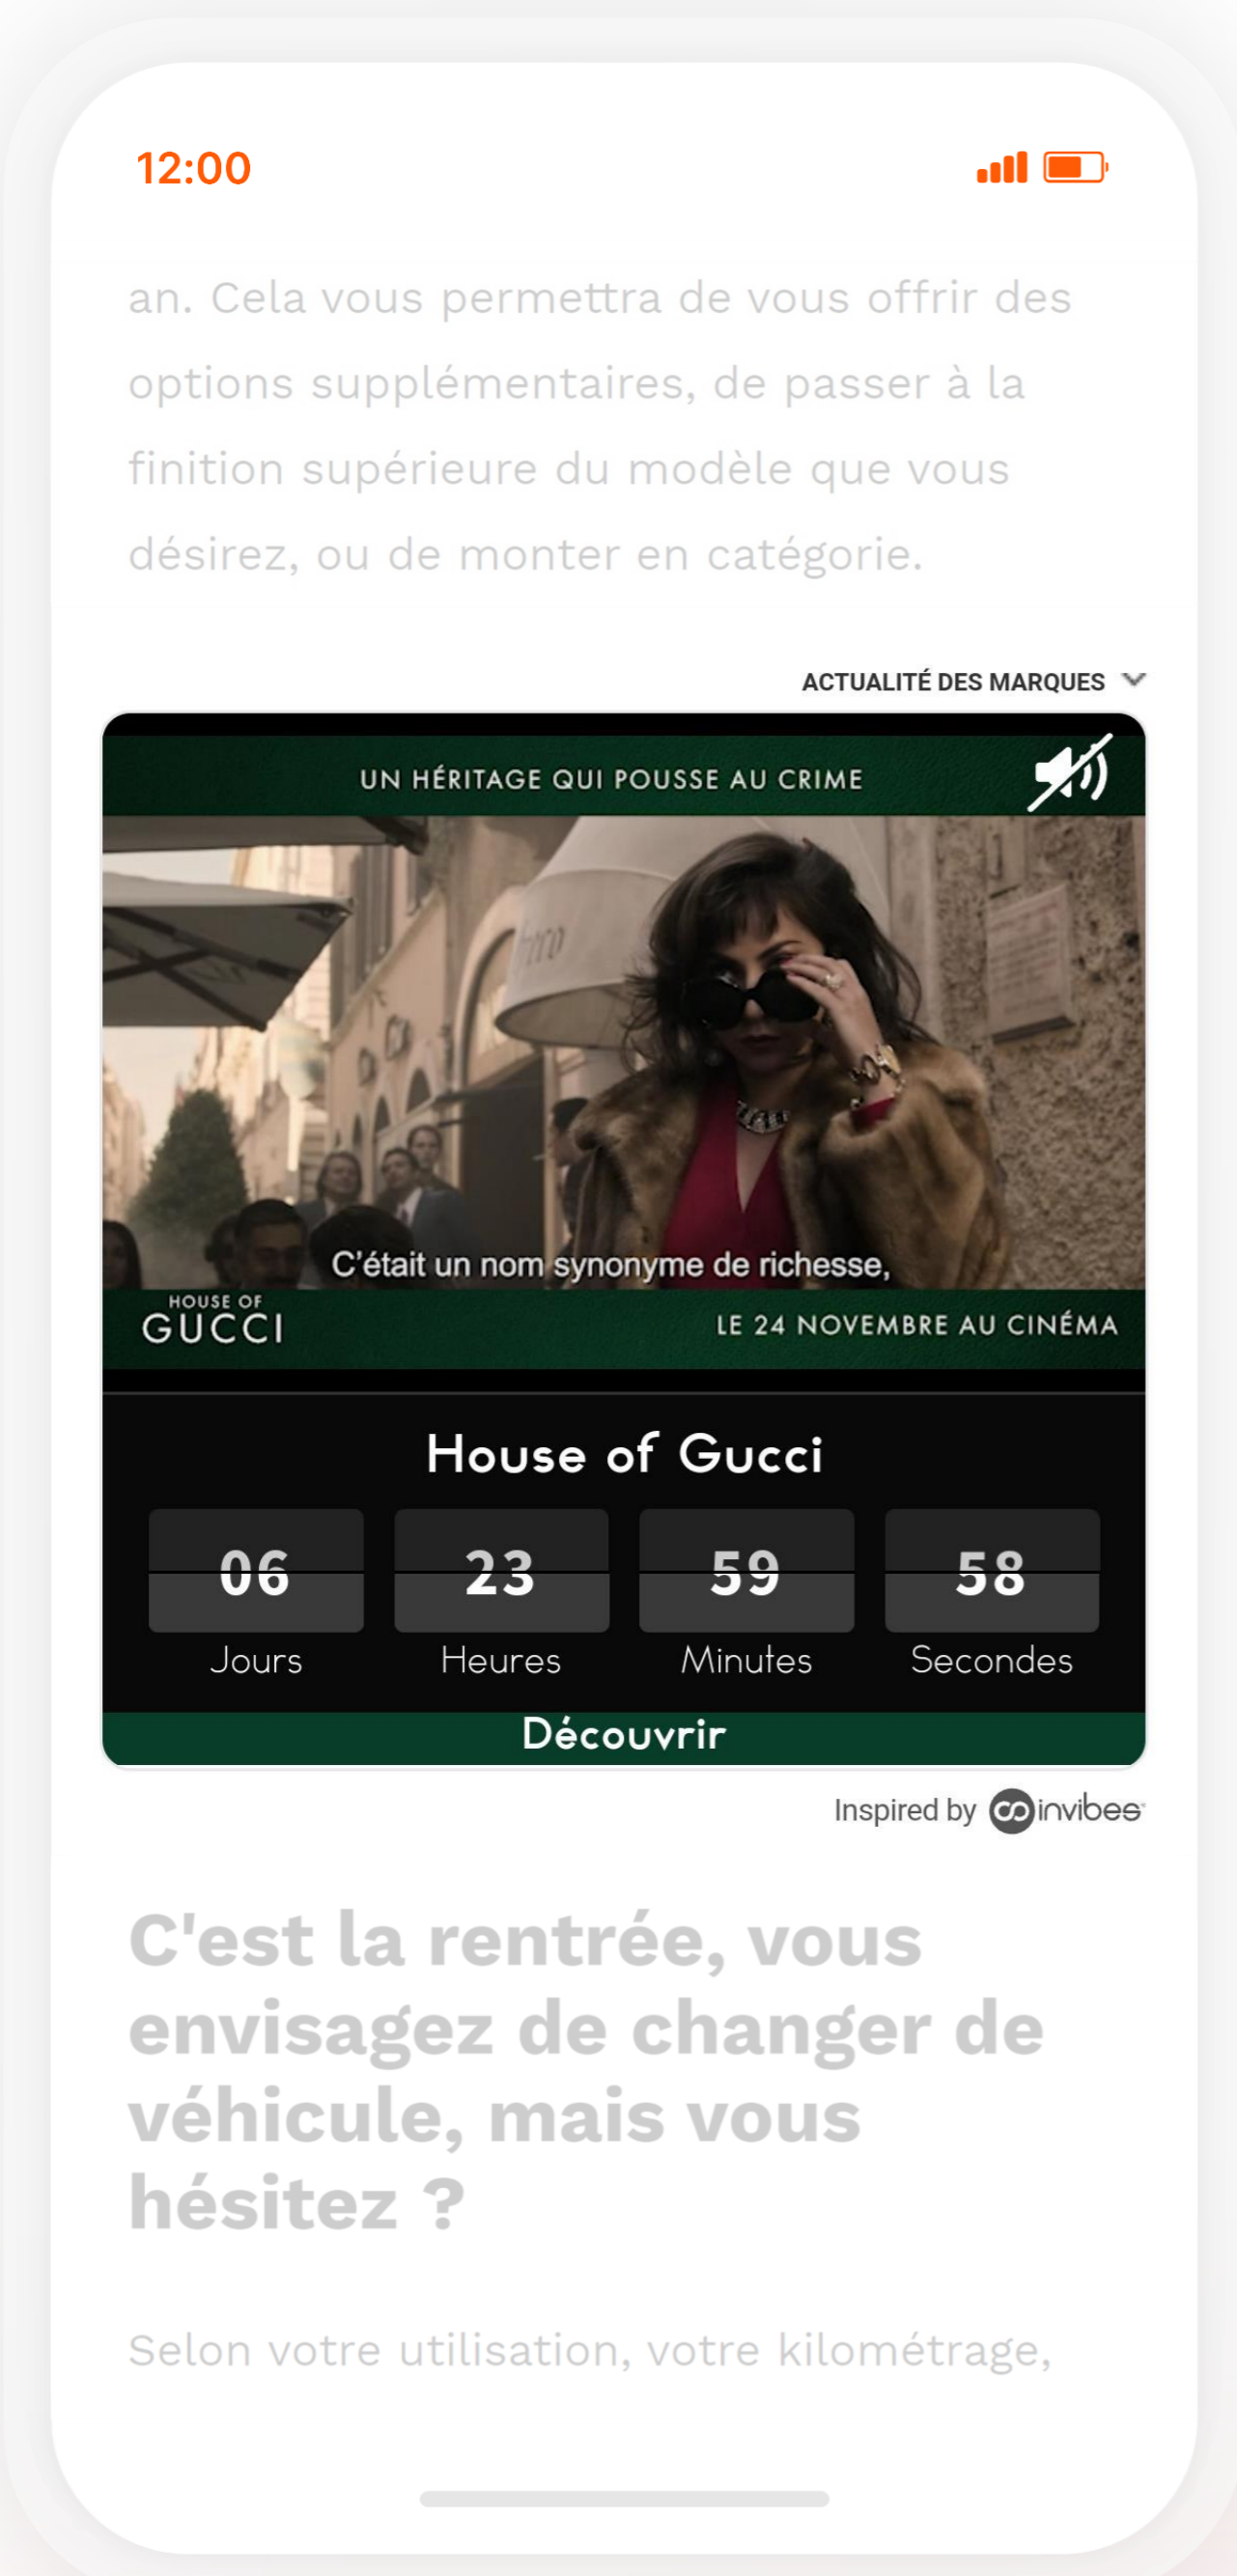 12:00
an. Cela vous permettra de vous offrir des
options supplémentaires, de passer à la
finition supérieure du modèle que vous
désirez, ou de monter en catégorie.
ACTUALITÉ DES MARQUES
UN HÉRITAGE QUI POUSSE AU CRIME
C'était un nom synonyme de richesse,
HOUSE OF
GUCCI
LE 24 NOVEMBRE AU CINÉMA
House of Gucci
06 23 59 58
Jours Heures Minutes Secondes
Découvrir
Inspired by invibes
C'est la rentrée, vous
envisagez de changer de
véhicule, mais vous
hésitez ?
Selon votre utilisation, votre kilométrage,